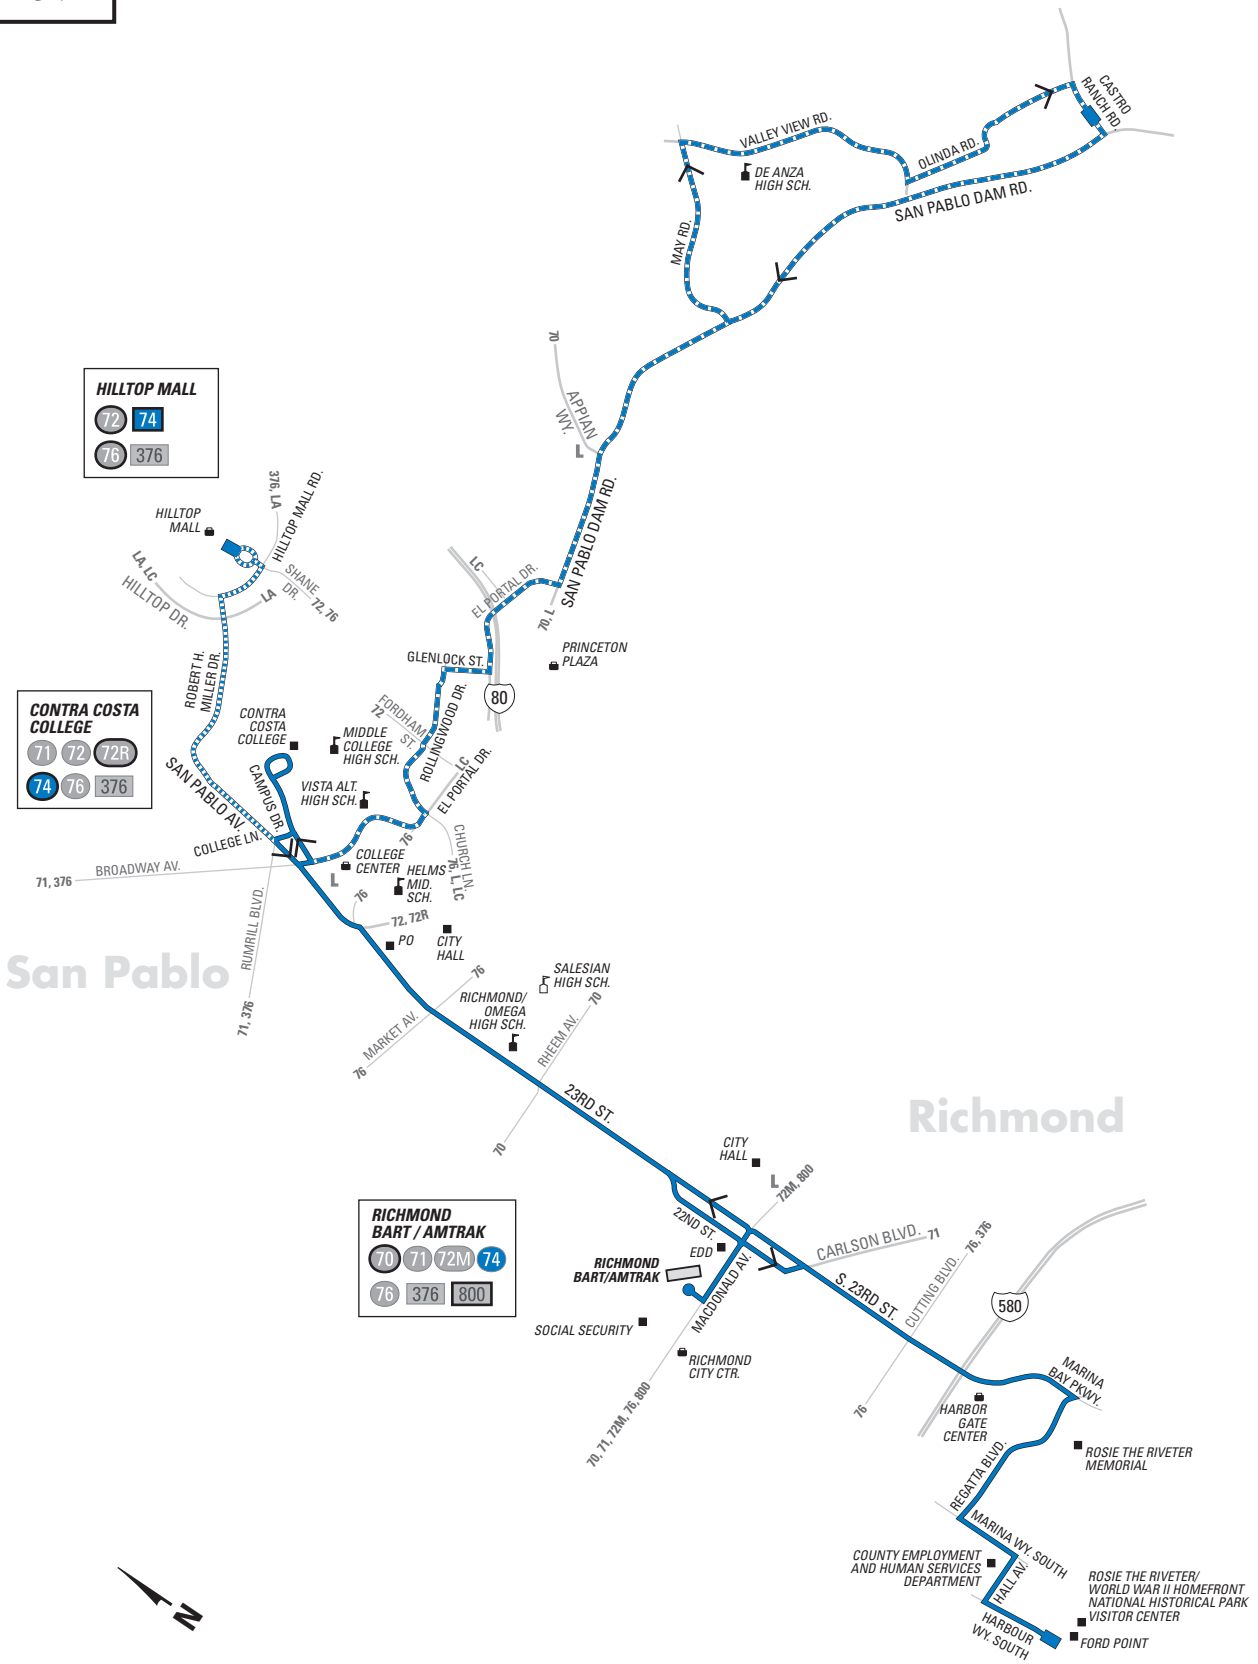 CASTRO
RANCH RD.
VALLEY VIEW RD.
OLINDA RD.
DE ANZA
HIGH SCH.
SAN PABLO DAM RD.
MAY RD.
70
APPIAN
WY.
L
HILLTOP MALL
72 74
76 376
SAN PABLO DAM RD.
376, LA
HILLTOP MALL RD.
HILLTOP
MALL
LA, LC
HILLTOP DR.
LA
SHANE
DR.
72, 76
LC
EL PORTAL DR.
70, L
PRINCETON
PLAZA
GLENLOCK ST.
80
ROBERT H.
MILLER DR.
CONTRA COSTA
COLLEGE
71 72 72R
74 76 376
CONTRA
COSTA
COLLEGE
MIDDLE
COLLEGE
HIGH SCH.
FORDHAM
ST.
72
ROLLINGWOOD DR.
LC
EL PORTAL DR.
SAN PABLO AV.
CAMPUS DR.
VISTA ALT.
HIGH SCH.
COLLEGE LN.
76
CHURCH LN.
76, L, LC
BROADWAY AV.
71, 376
COLLEGE
CENTER
L
HELMS
MID.
SCH.
76
72, 72R
RUMRILL BLVD.
71, 376
PO
CITY
HALL
San Pablo
76
MARKET AV.
76
SALESIAN
HIGH SCH.
RICHMOND/
OMEGA
HIGH SCH.
70
RHEEM AV.
70
23RD ST.
Richmond
CITY
HALL
L
72M, 800
RICHMOND
BART / AMTRAK
70 71 72M 74
76 376 800
22ND ST.
EDD
RICHMOND
BART/AMTRAK
MACDONALD AV.
CARLSON BLVD.
71
S. 23RD ST.
CUTTING BLVD.
76, 376
76
580
SOCIAL SECURITY
RICHMOND
CITY CTR.
70, 71, 72M, 76, 800
MARINA
BAY PKWY.
HARBOR
GATE
CENTER
ROSIE THE RIVETER
MEMORIAL
REGATTA BLVD.
MARINA WY. SOUTH
COUNTY EMPLOYMENT
AND HUMAN SERVICES
DEPARTMENT
HALL AV.
ROSIE THE RIVETER/
WORLD WAR II HOMEFRONT
NATIONAL HISTORICAL PARK
VISITOR CENTER
HARBOUR
WY. SOUTH
FORD POINT
N